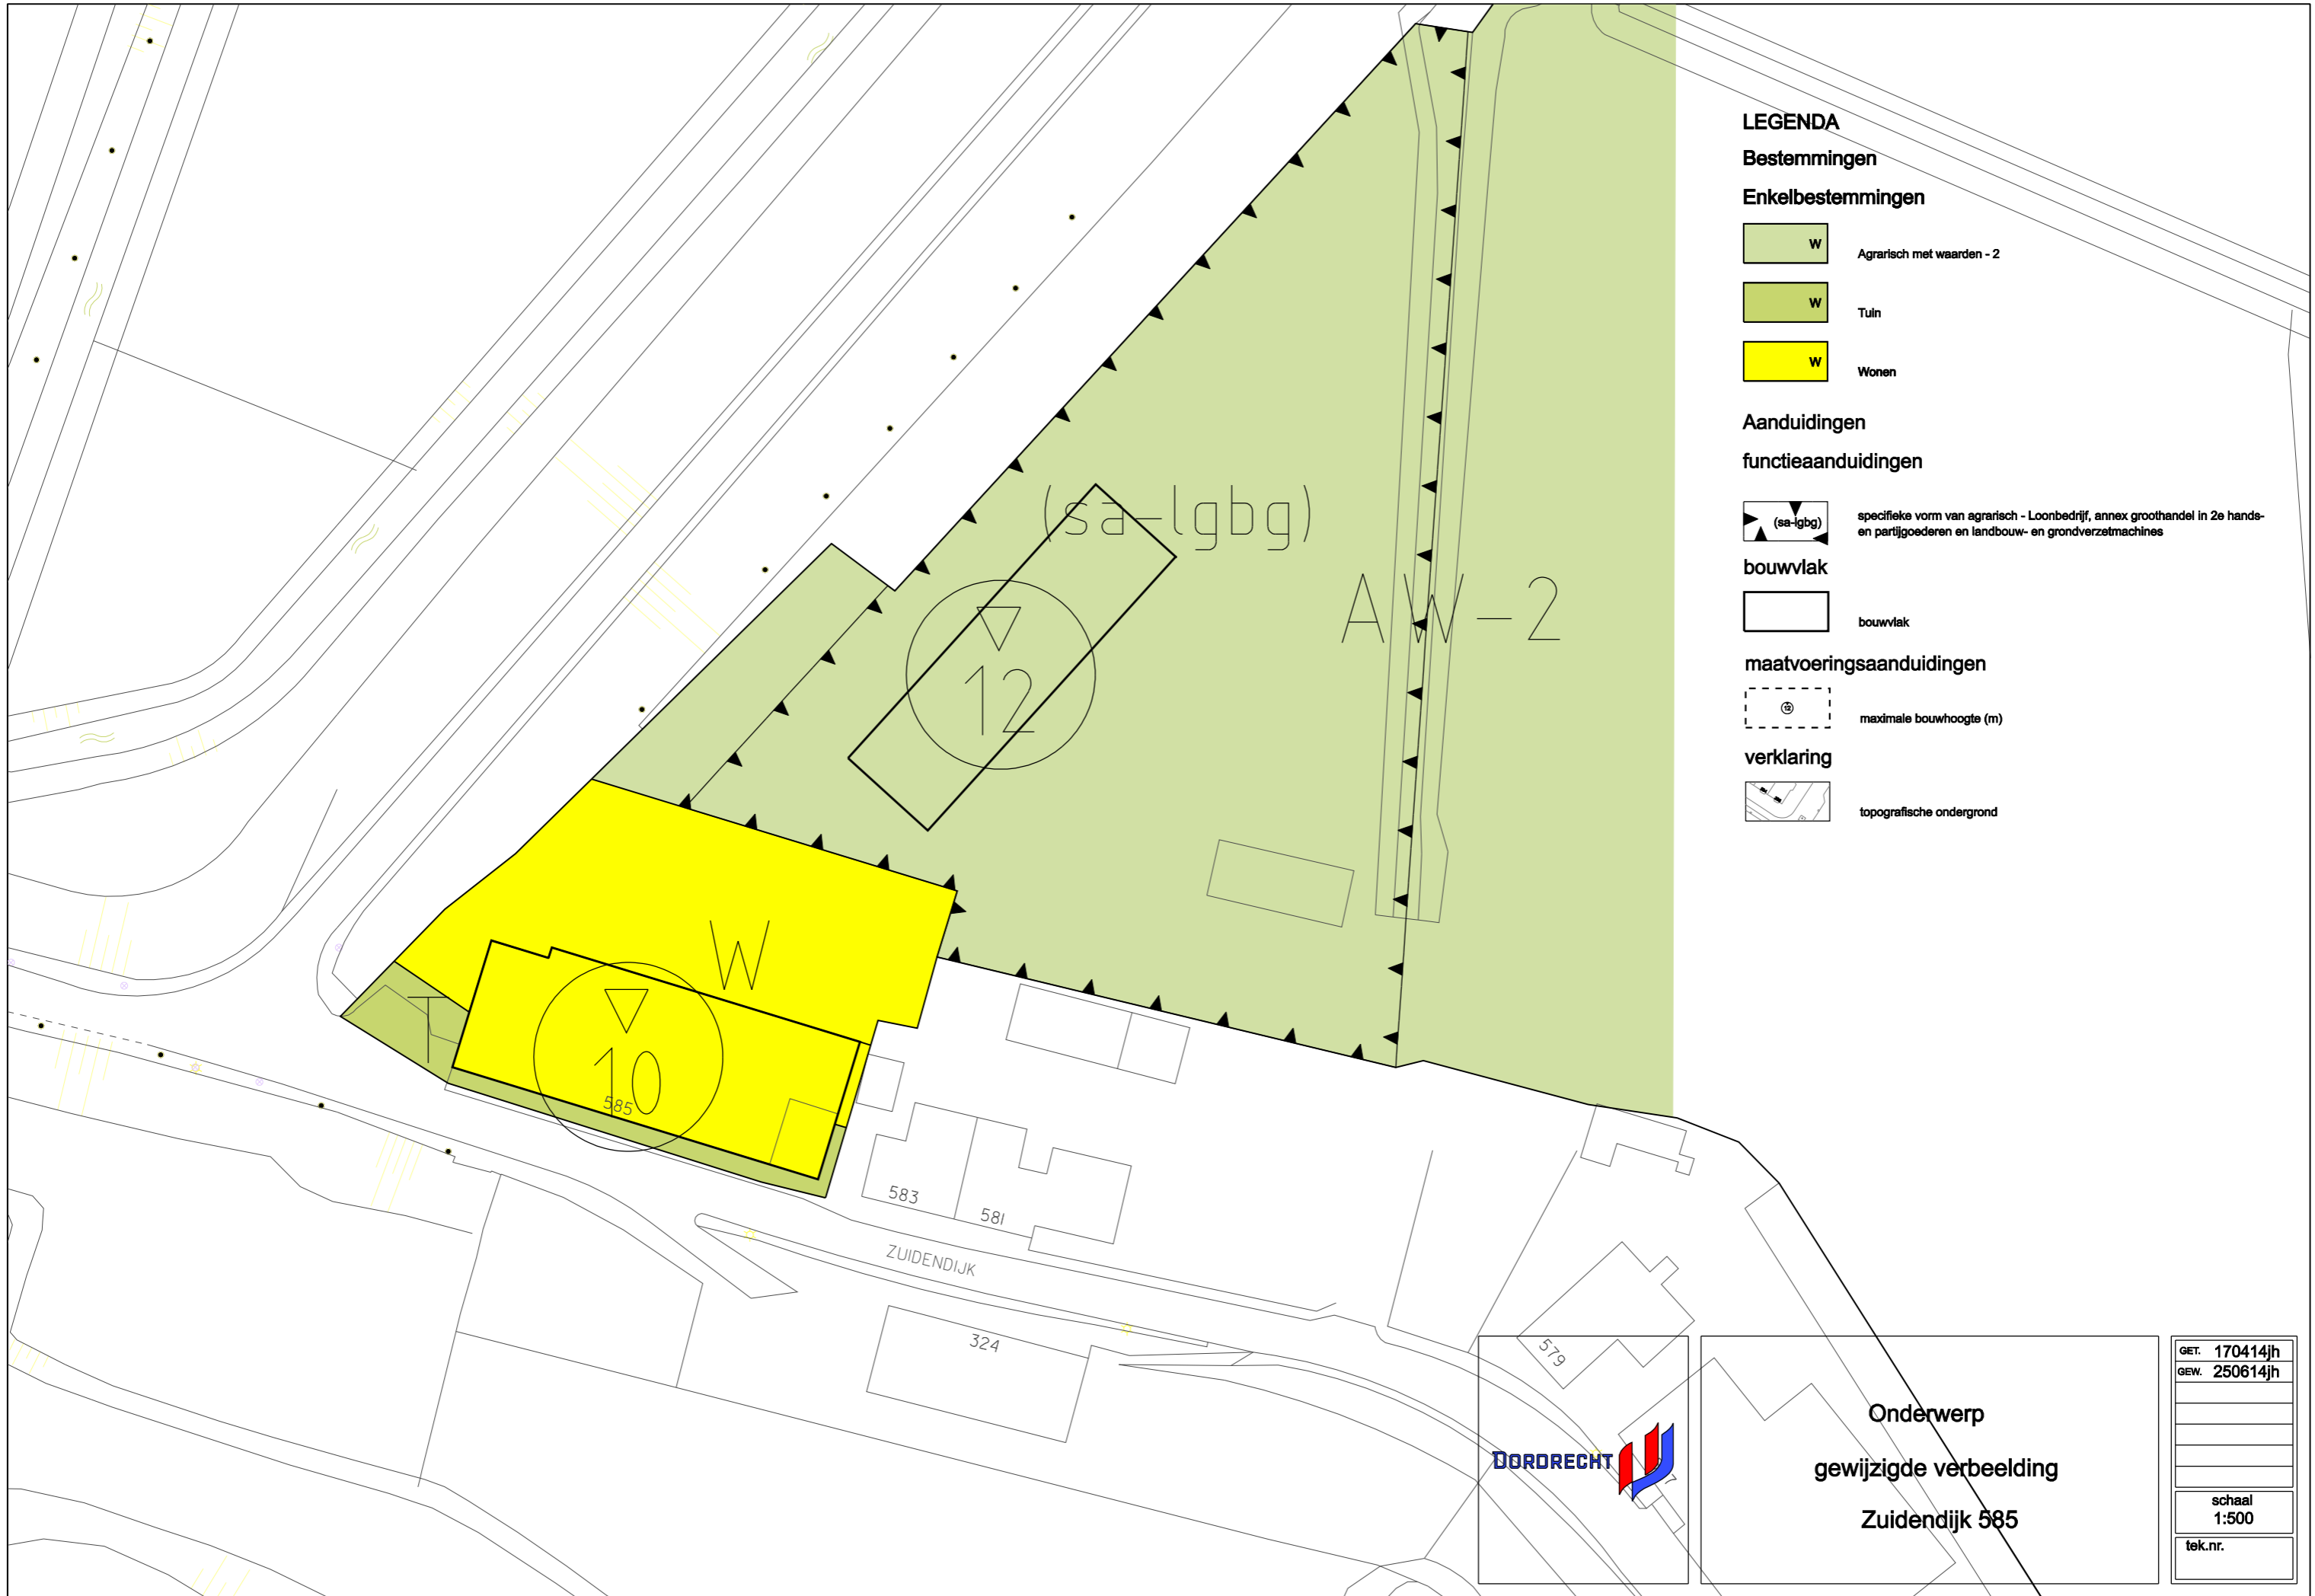 LEGENDA
Bestemmingen
Enkelbestemmingen
W
Agrarisch met waarden - 2
W
Tuin
W
Wonen
Aanduidingen
functieaanduidingen
(sa-lgbg)
specifieke vorm van agrarisch - Loonbedrijf, annex groothandel in 2e hands-
en partijgoederen en landbouw- en grondverzetmachines
bouwvlak
bouwvlak
maatvoeringsaanduidingen
12
maximale bouwhoogte (m)
verklaring
topografische ondergrond
(sa-lgbg)
AW-2
12
W
T
10
585
583
581
ZUIDENDIJK
324
579
DORDRECHT
Onderwerp
gewijzigde verbeelding
Zuidendijk 585
GET. 170414jh
GEW. 250614jh
schaal
1:500
tek.nr.